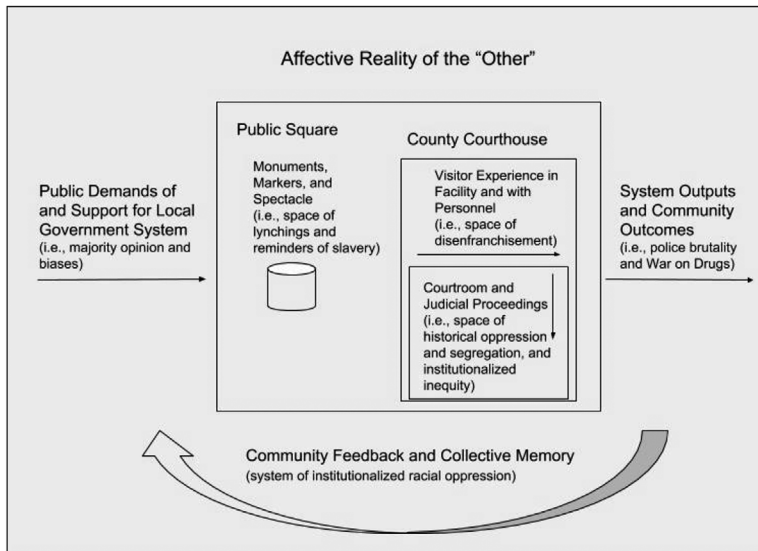 Affective Reality of the “Other”
Public Demands of
and Support for Local
Government System
(i.e., majority opinion and
biases)
Public Square
Monuments,
Markers, and
Spectacle
(i.e., space of
lynchings and
reminders of slavery)
County Courthouse
Visitor Experience in
Facility and with
Personnel
(i.e., space of
disenfranchisement)
Courtroom and
Judicial Proceedings
(i.e., space of
historical oppression
and segregation, and
institutionalized
inequity)
System Outputs
and Community
Outcomes
(i.e., police brutality
and War on Drugs)
Community Feedback and Collective Memory
(system of institutionalized racial oppression)